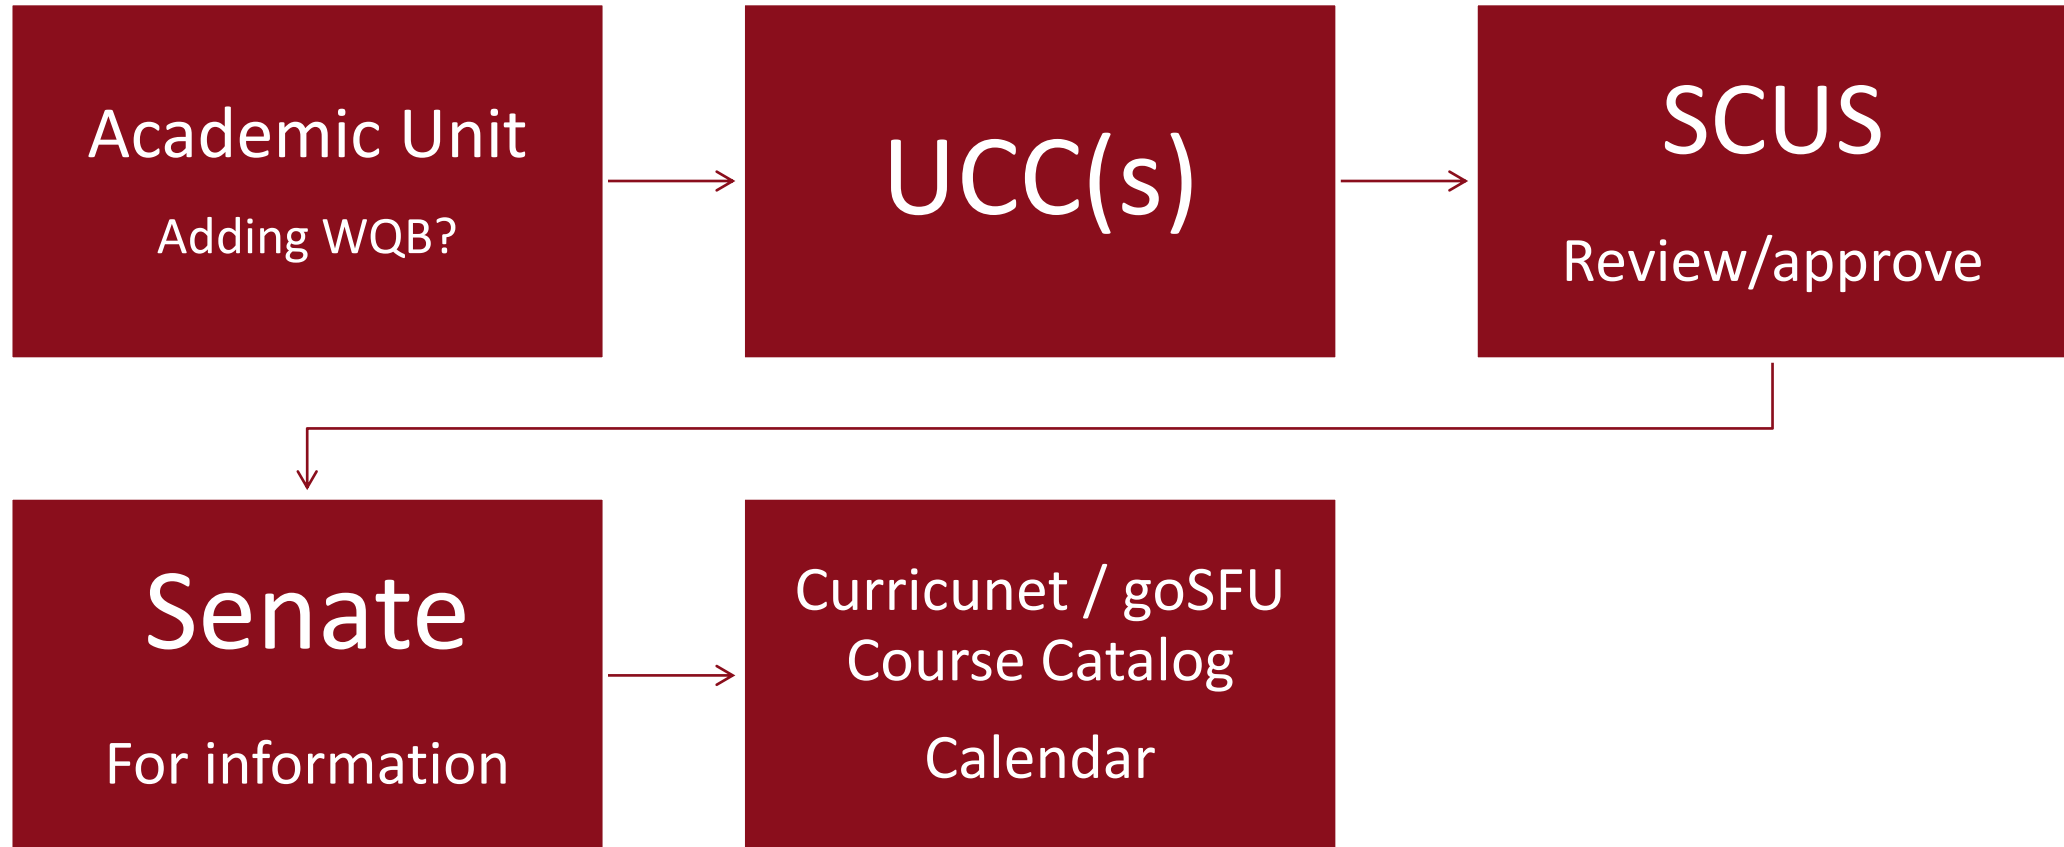 Academic Unit
Adding WQB?
UCC(s)
SCUS
Review/approve
Senate
For information
Curricunet / goSFU
Course Catalog
Calendar